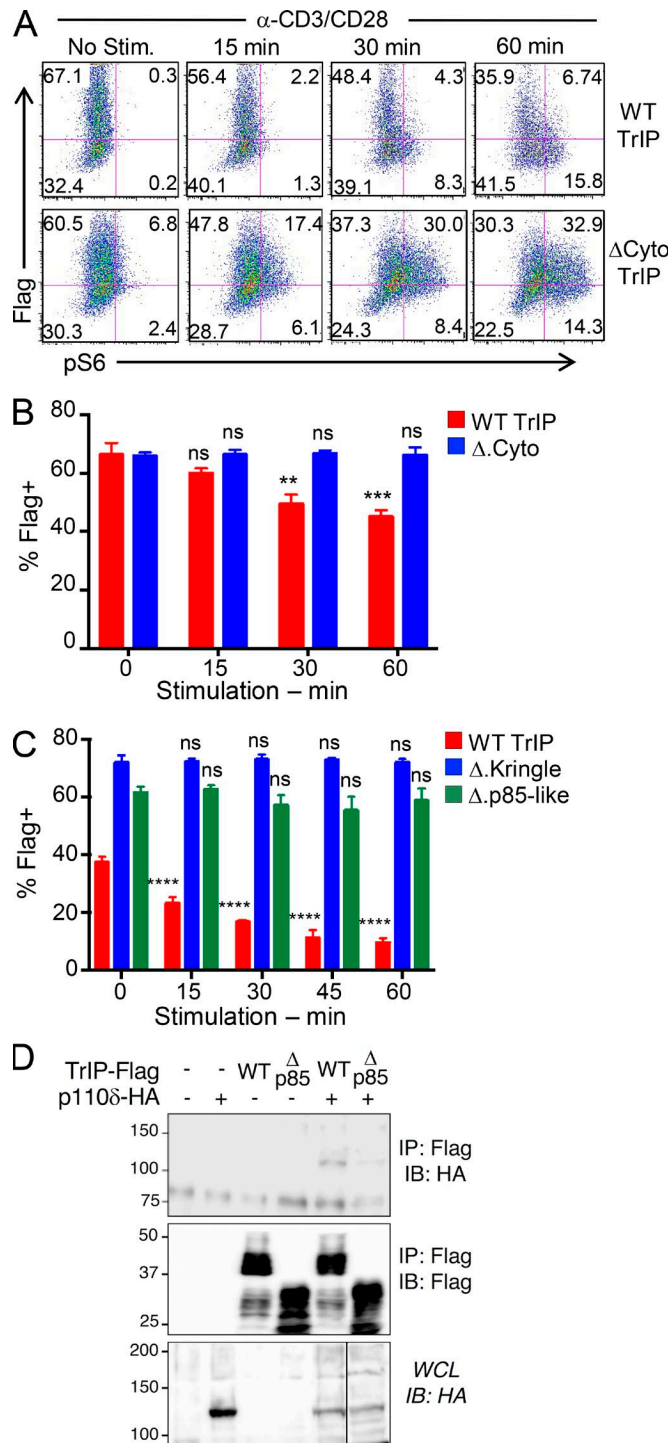 A
α-CD3/CD28
No Stim. 15 min 30 min 60 min
67.1 0.3 56.4 2.2 48.4 4.3 35.9 6.74
WT TrIP
32.4 0.2 40.1 1.3 39.1 8.3 41.5 15.8
60.5 6.8 47.8 17.4 37.3 30.0 30.3 32.9
ΔCyto TrIP
30.3 2.4 28.7 6.1 24.3 8.4 22.5 14.3
Flag
pS6
B
80
60
40
20
0
% Flag+
ns ns ** ns *** ns
WT TrIP
Δ.Cyto
0 15 30 60
Stimulation – min
C
80
60
40
20
0
% Flag+
ns ns ns ns
ns ns ns ns
**** **** **** ****
WT TrIP
Δ.Kringle
Δ.p85-like
0 15 30 45 60
Stimulation – min
D
TrIP-Flag - - WT Δ p85 WT Δ p85
p110δ-HA - + - - + +
150
100
75
IP: Flag
IB: HA
50
37
25
IP: Flag
IB: Flag
200
150
100
WCL
IB: HA